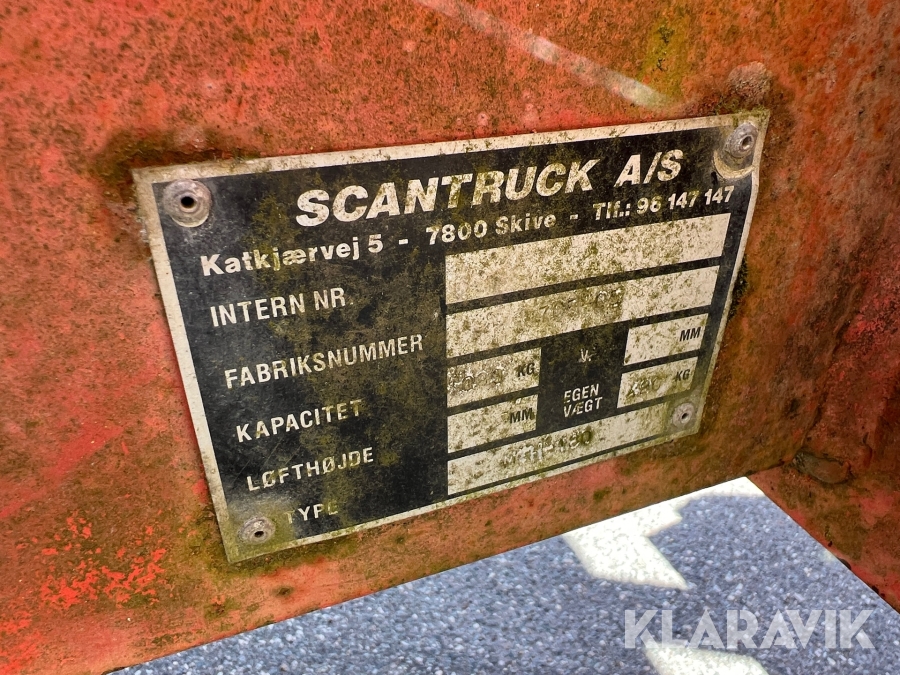 SCANTRUCK A/S
Katkjærvej 5 - 7800 Skive - Tlf.: 96 147 147
INTERN NR.
FABRIKSNUMMER
KAPACITET KG V. MM
LØFTHØJDE MM EGEN VÆGT KG
TYPE
KLARAVIK